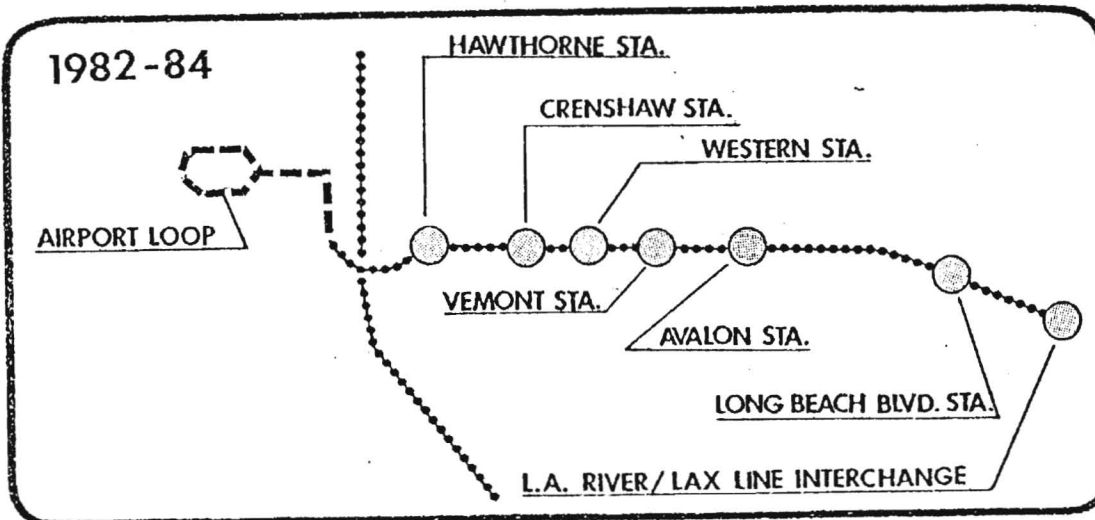 1982-84
HAWTHORNE STA.
CRENSHAW STA.
WESTERN STA.
AIRPORT LOOP
VEMONT STA.
AVALON STA.
LONG BEACH BLVD. STA.
L.A. RIVER/LAX LINE INTERCHANGE